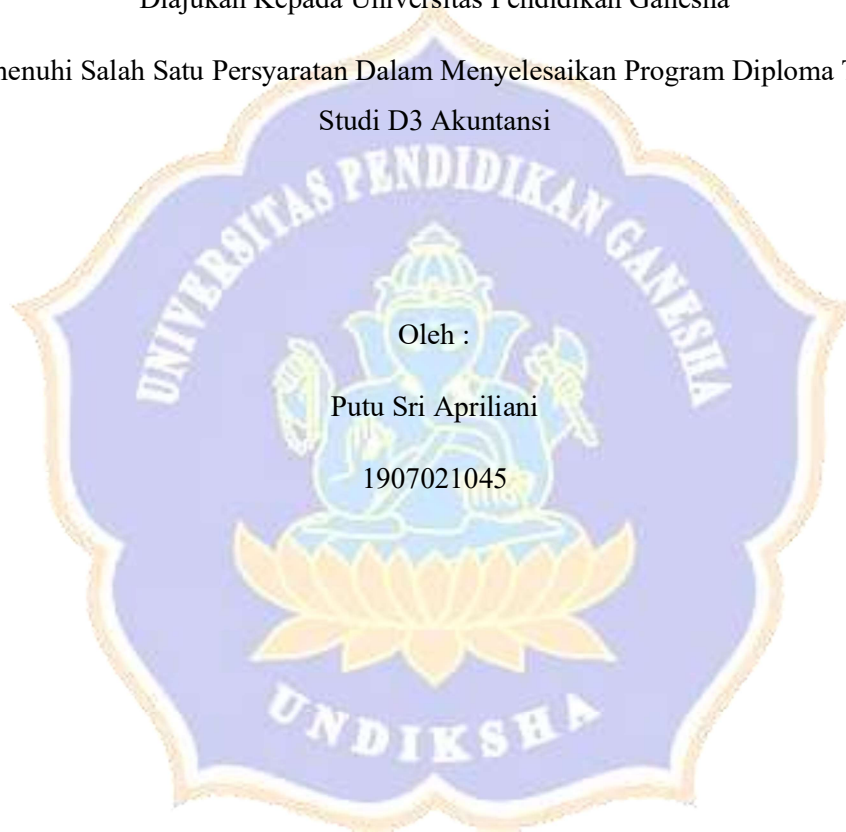 Diajukan Kepada Universitas Pendidikan Ganesha
Salah Satu Persyaratan Dalam Menyelesaikan Program Diploma
Studi D3 Akuntansi
UNIVERSITAS PENDIDIKAN GANESHA
Oleh :
Putu Sri Apriliani
1907021045
UNDIKSHA